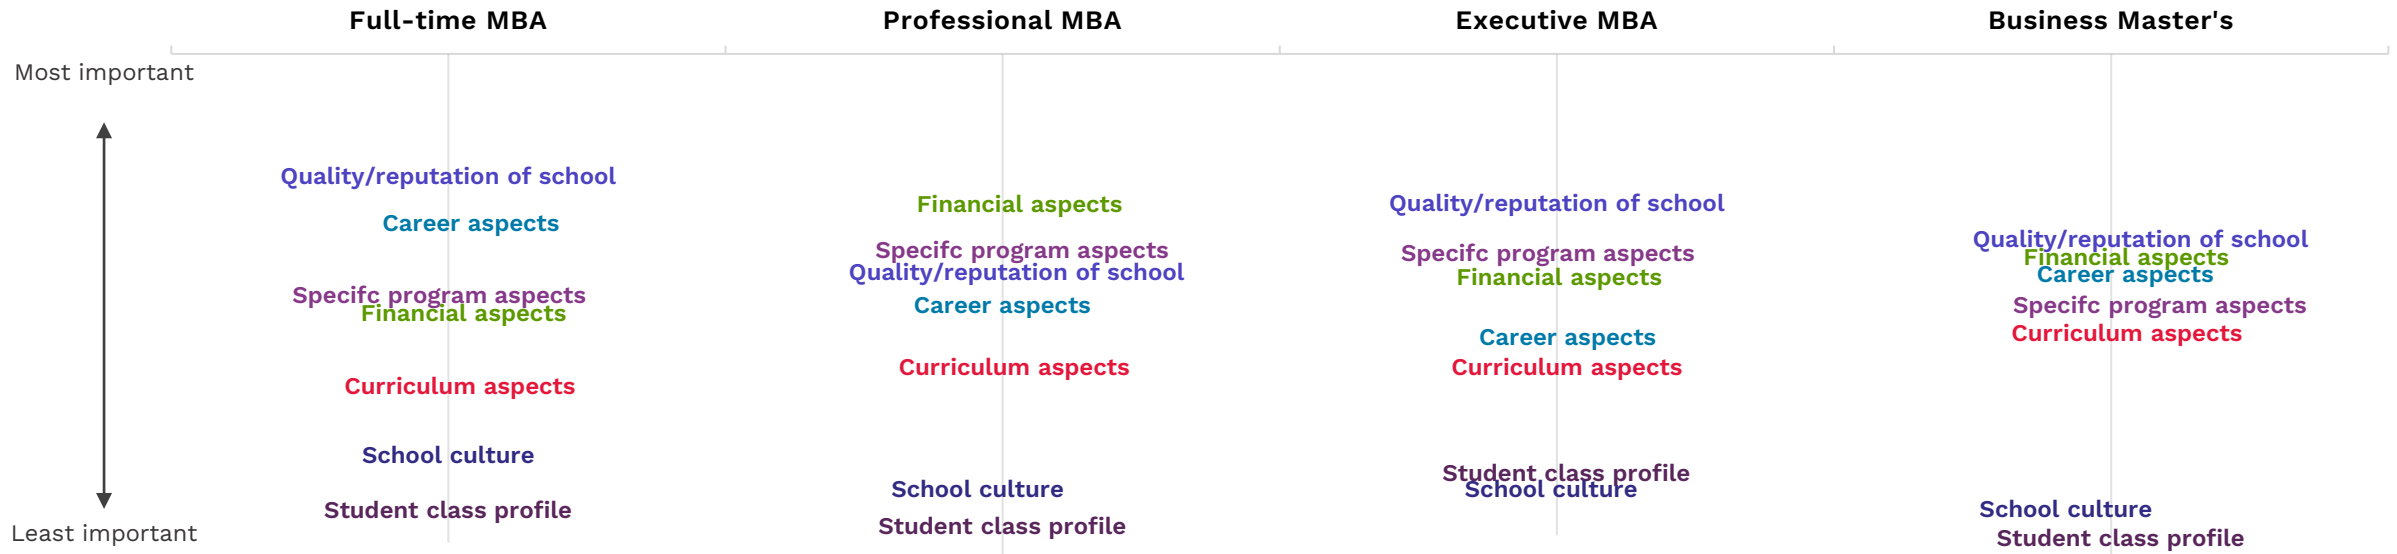 Full-time MBA
Professional MBA
Executive MBA
Business Master's
Most important
Least important
Quality/reputation of school
Career aspects
Specifc program aspects
Financial aspects
Curriculum aspects
School culture
Student class profile
Financial aspects
Specifc program aspects
Quality/reputation of school
Career aspects
Curriculum aspects
School culture
Student class profile
Quality/reputation of school
Specifc program aspects
Financial aspects
Career aspects
Curriculum aspects
Student class profile
School culture
Quality/reputation of school
Financial aspects
Career aspects
Specifc program aspects
Curriculum aspects
School culture
Student class profile